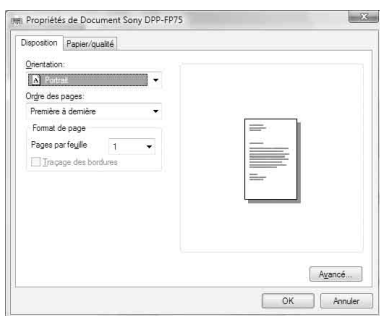 Propriétés de Document Sony DPP-FP75
Disposition
Papier/qualité
Orientation:
A Portrait
Ordre des pages:
Première à dernière
Format de page
Pages par feuille 1
Traçage des bordures
Avancé...
OK
Annuler